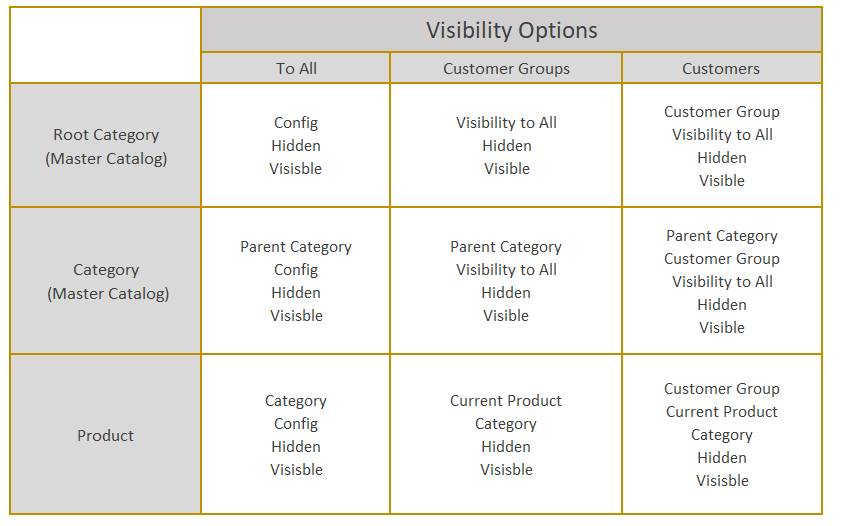 Visibility Options
To All
Customer Groups
Customers
Root Category
(Master Catalog)
Config
Hidden
Visisble
Visibility to All
Hidden
Visible
Customer Group
Visibility to All
Hidden
Visible
Category
(Master Catalog)
Parent Category
Config
Hidden
Visisble
Parent Category
Visibility to All
Hidden
Visible
Parent Category
Customer Group
Visibility to All
Hidden
Visible
Product
Category
Config
Hidden
Visisble
Current Product
Category
Hidden
Visisble
Customer Group
Current Product
Category
Hidden
Visisble